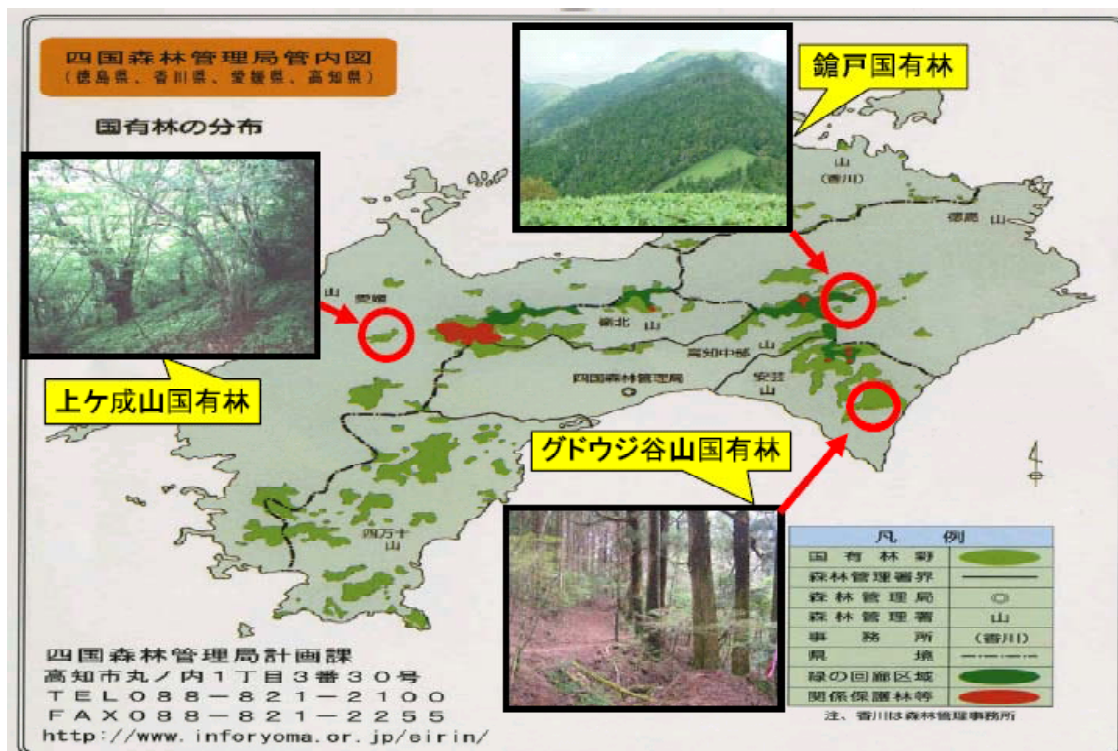 四国森林管理局管内図
(徳島県、香川県、愛媛県、高知県)
国有林の分布
鎗戸国有林
山
(香川)
徳島 山
山 愛媛
嶺北 山
高知中部 山
四国森林管理局
安芸
山
上ケ成山国有林
グドウジ谷山国有林
四万十
山
凡 例
国有林野
森林管理署界
森林管理局 ◎
森林管理署 山
事務所 (香川)
県境
緑の回廊区域
関係保護林等
注、香川は森林管理事務所
四国森林管理局計画課
高知市丸ノ内1丁目3番30号
TEL088-821-2100
FAX088-821-2255
http://www.inforyoma.or.jp/eirin/